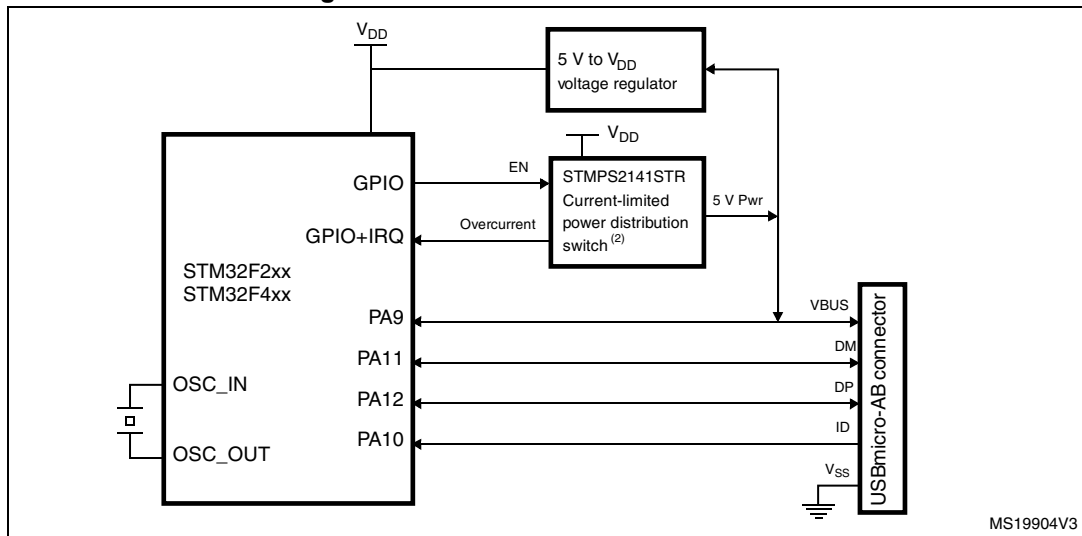 VDD
5 V to VDD
voltage regulator
VDD
GPIO
EN
STMPS2141STR
Current-limited
power distribution
switch (2)
5 V Pwr
GPIO+IRQ
Overcurrent
STM32F2xx
STM32F4xx
PA9
VBUS
PA11
DM
OSC_IN
PA12
DP
PA10
ID
OSC_OUT
VSS
USBmicro-AB connector
MS19904V3